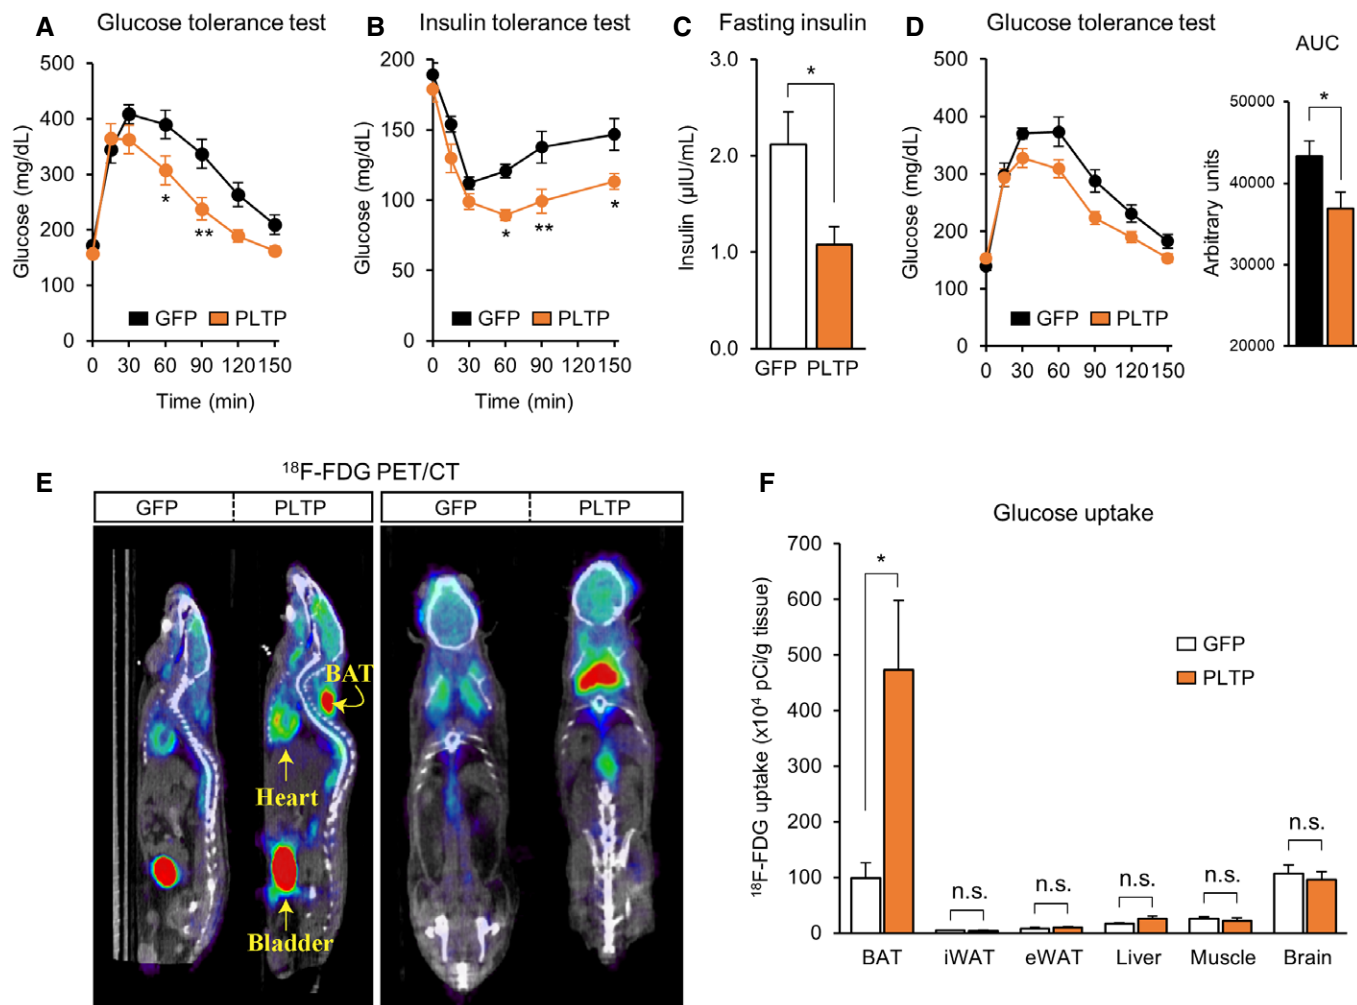 A Glucose tolerance test
500
400
300
200
100
0
Glucose (mg/dL)
GFP PLTP
0 30 60 90 120 150
Time (min)
*
**
B Insulin tolerance test
200
150
100
50
0
Glucose (mg/dL)
GFP PLTP
0 30 60 90 120 150
Time (min)
*
**
*
C Fasting insulin
3.0
2.0
1.0
0.0
Insulin (µIU/mL)
*
GFP PLTP
D Glucose tolerance test
500
400
300
200
100
0
Glucose (mg/dL)
GFP PLTP
0 30 60 90 120 150
AUC
50000
40000
30000
20000
Arbitrary units
*
E
¹⁸F-FDG PET/CT
GFP PLTP GFP PLTP
BAT
Heart
Bladder
F
Glucose uptake
700
600
500
400
300
200
100
0
¹⁸F-FDG uptake (x10⁴ pCi/g tissue)
GFP
PLTP
*
n.s. n.s. n.s. n.s. n.s.
BAT iWAT eWAT Liver Muscle Brain